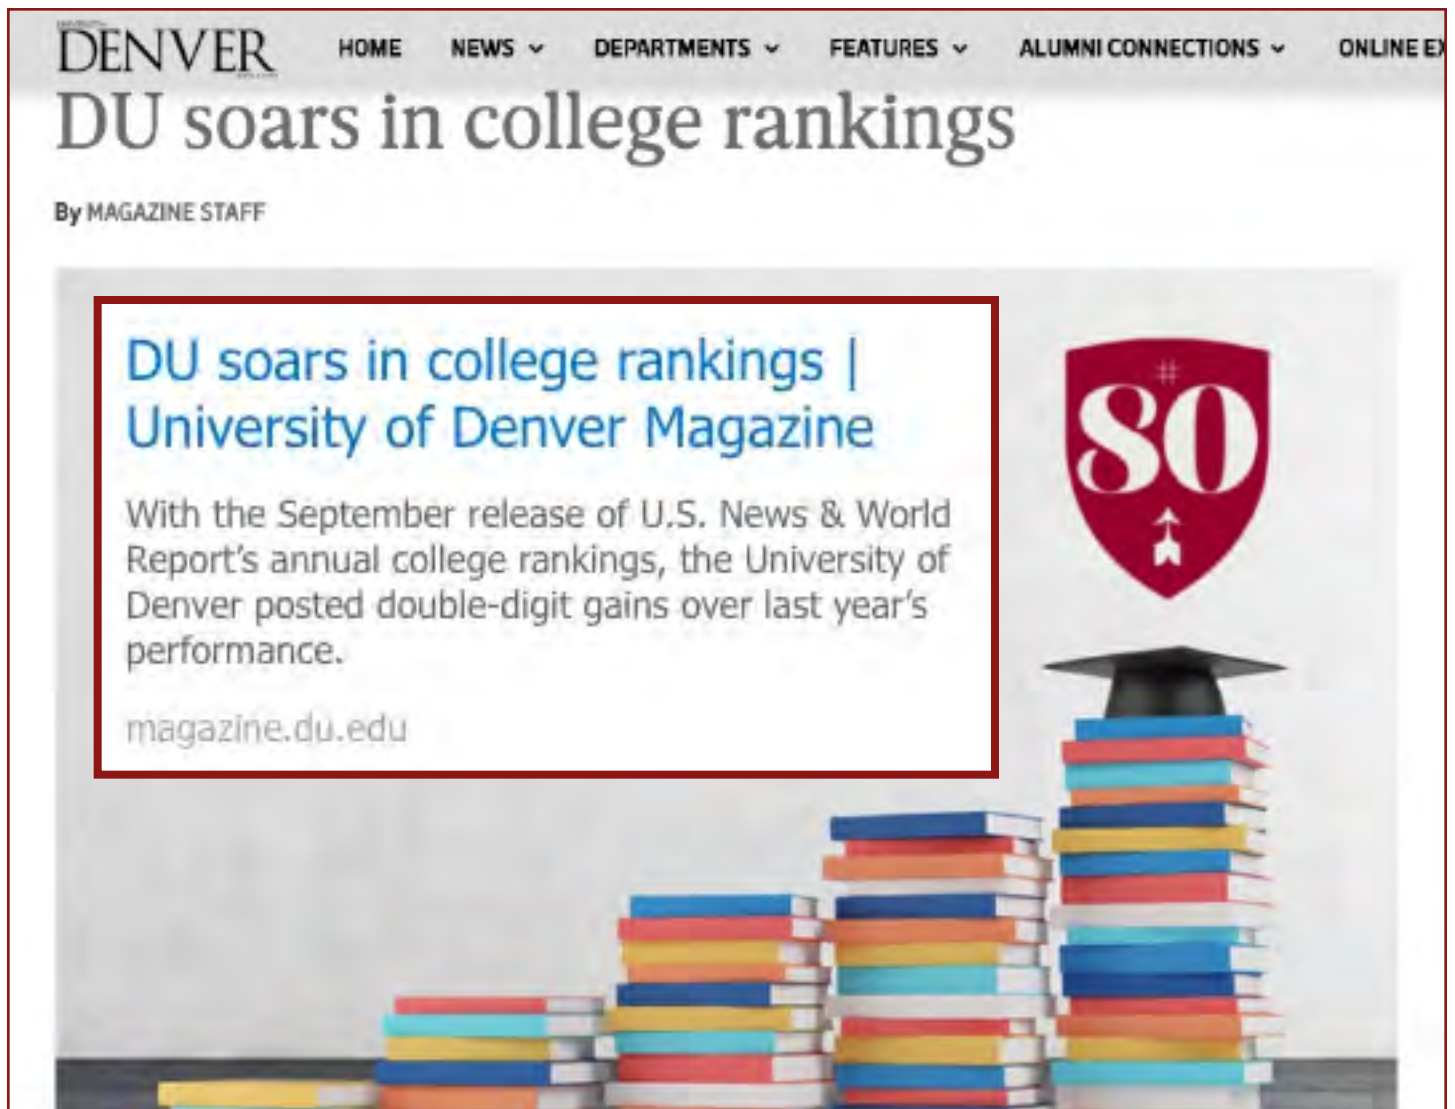 DENVER
HOME NEWS DEPARTMENTS FEATURES ALUMNI CONNECTIONS ONLINE
DU soars in college rankings
By MAGAZINE STAFF
DU soars in college rankings |
University of Denver Magazine
With the September release of U.S. News & World
Report's annual college rankings, the University of
Denver posted double-digit gains over last year's
performance.
magazine.du.edu
#
80